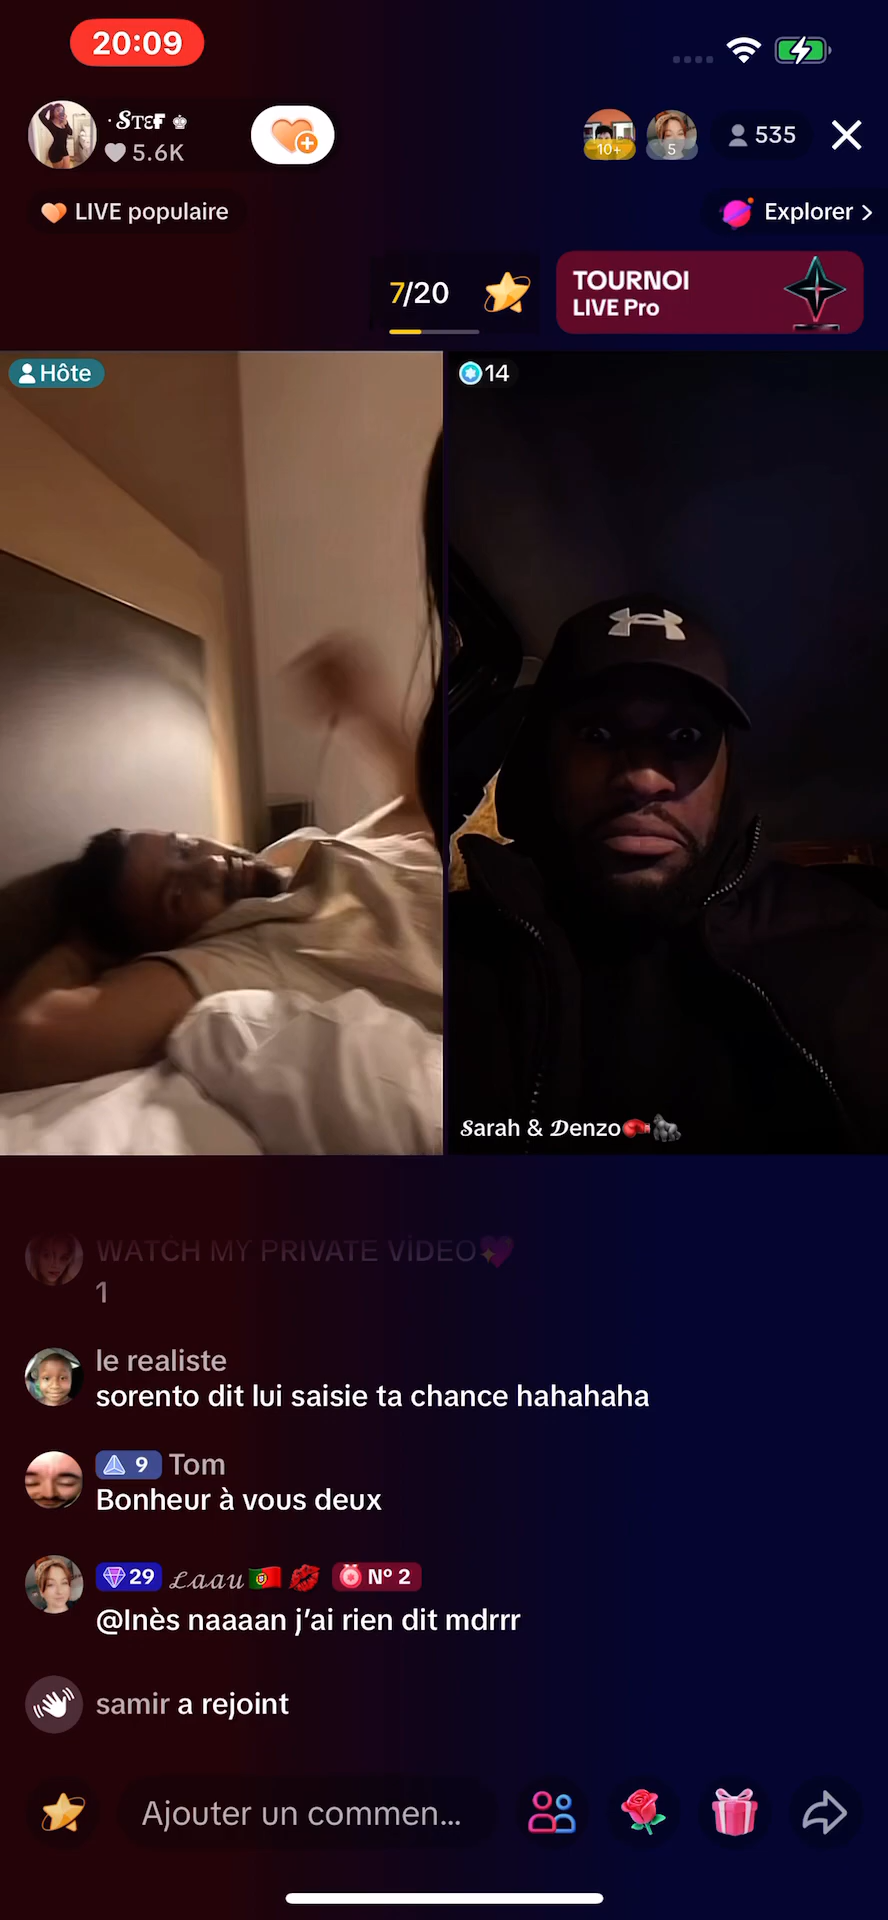 20:09
· STEF ♚
5.6K
10+
5
535
LIVE populaire
Explorer >
7/20
TOURNOI
LIVE Pro
Hôte
14
Sarah & Denzo🥊🦍
WATCH MY PRIVATE VIDEO💖
1
le realiste
sorento dit lui saisie ta chance hahahaha
9 Tom
Bonheur à vous deux
29 Laau🇵🇹💋 Nº 2
@Inès naaaan j'ai rien dit mdrrr
samir a rejoint
Ajouter un commen...